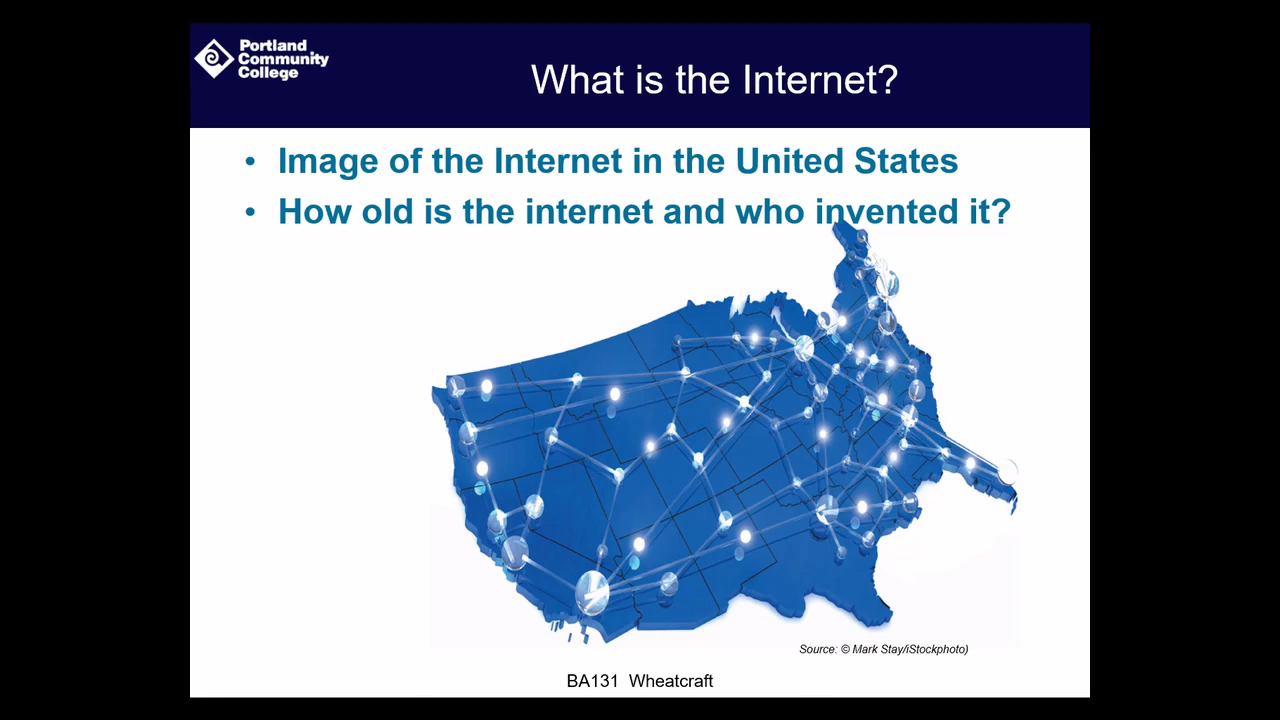 Portland
Community
College
What is the Internet?
• Image of the Internet in the United States
• How old is the internet and who invented it?
Source: © Mark Stay/iStockphoto)
BA131 Wheatcraft